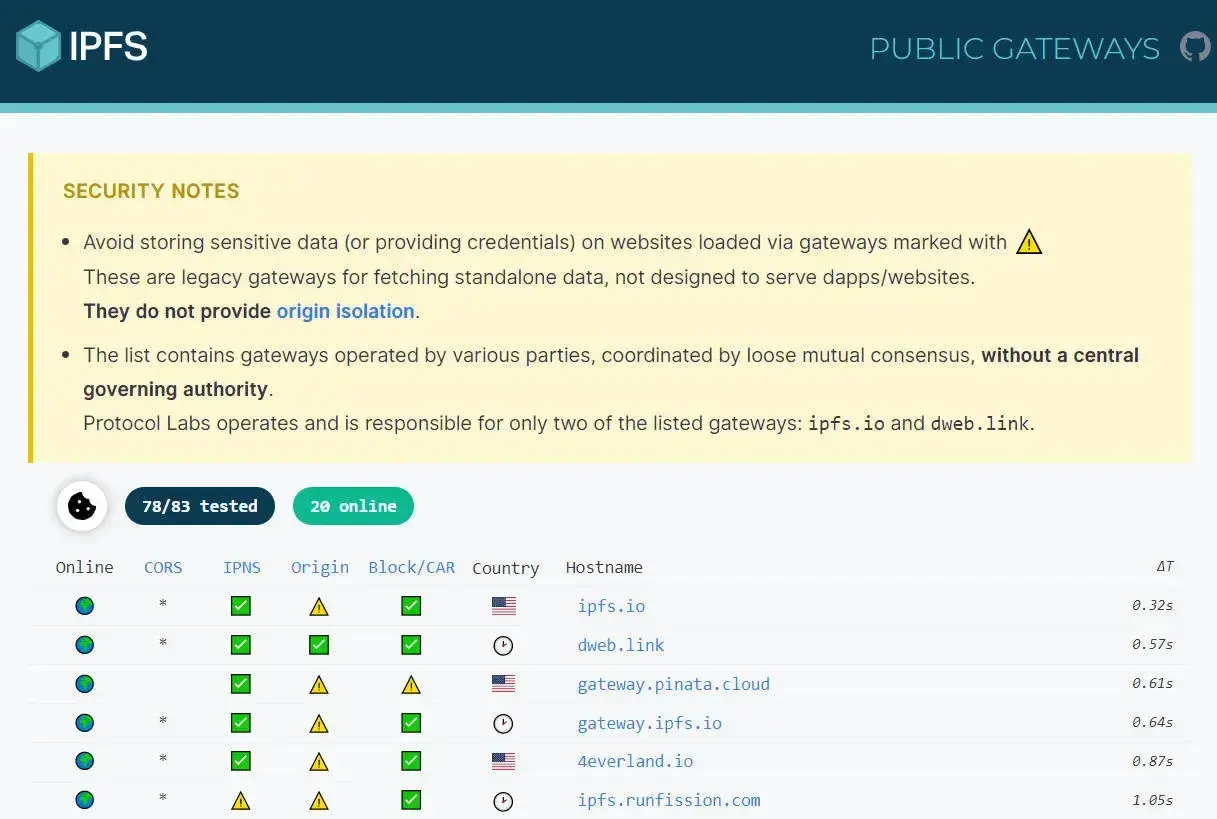 IPFS
PUBLIC GATEWAYS
SECURITY NOTES
Avoid storing sensitive data (or providing credentials) on websites loaded via gateways marked with
These are legacy gateways for fetching standalone data, not designed to serve dapps/websites.
They do not provide origin isolation.
The list contains gateways operated by various parties, coordinated by loose mutual consensus, without a central
governing authority.
Protocol Labs operates and is responsible for only two of the listed gateways: ipfs.io and dweb.link.
78/83 tested 20 online
Online CORS IPNS Origin Block/CAR Country Hostname ΔT
* ipfs.io 0.32s
* dweb.link 0.57s
gateway.pinata.cloud 0.61s
* gateway.ipfs.io 0.64s
* 4everland.io 0.87s
* ipfs.runfission.com 1.05s